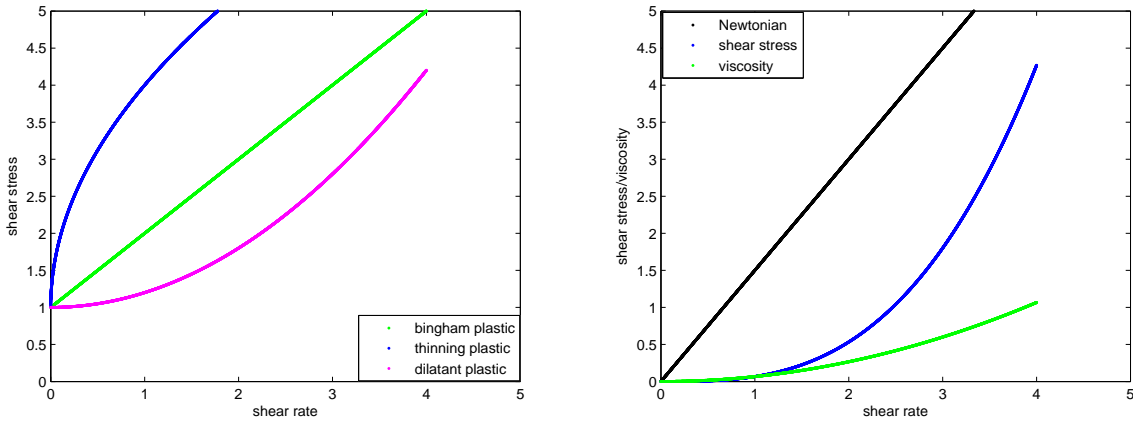 5
4.5
4
3.5
3
2.5
2
1.5
1
0.5
0
0 1 2 3 4 5
shear rate
shear stress
bingham plastic
thinning plastic
dilatant plastic
5
4.5
4
3.5
3
2.5
2
1.5
1
0.5
0
0 1 2 3 4 5
shear rate
shear stress/viscosity
Newtonian
shear stress
viscosity